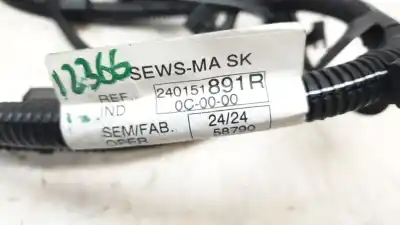 12366
SEWS-MA SK
REF. 240151891R
IND 0C-00-00
SEM/FAB. 24/24
OPER 58790